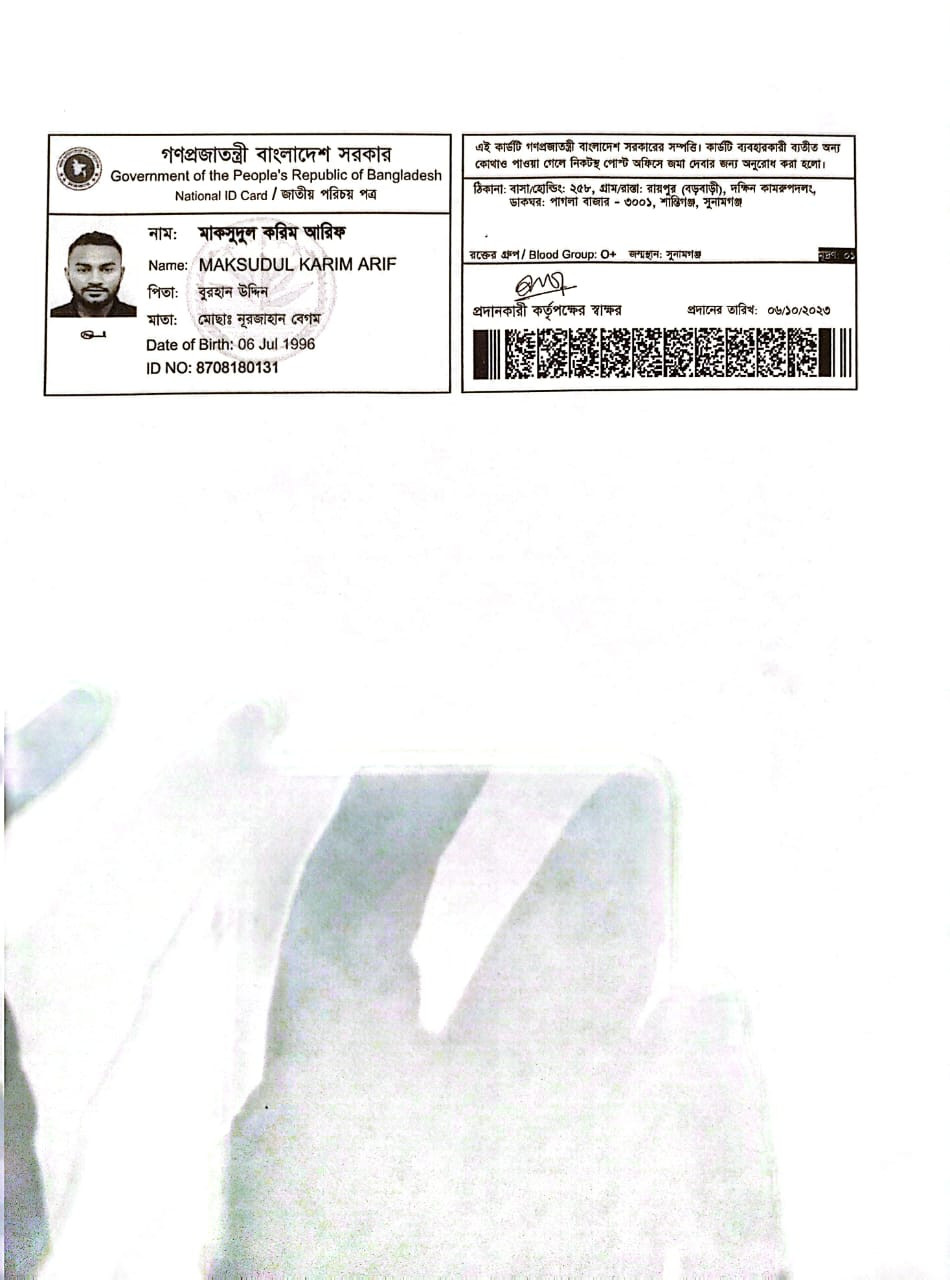 গণপ্রজাতন্ত্রী বাংলাদেশ সরকার
Government of the People's Republic of Bangladesh
National ID Card / জাতীয় পরিচয় পত্র
নাম: মাকসুদুল করিম আরিফ
Name: MAKSUDUL KARIM ARIF
পিতা: বুরহান উদ্দিন
মাতা: মোছাঃ নূরজাহান বেগম
Date of Birth: 06 Jul 1996
ID NO: 8708180131
এই কার্ডটি গণপ্রজাতন্ত্রী বাংলাদেশ সরকারের সম্পত্তি। কার্ডটি ব্যবহারকারী ব্যতীত অন্য
কোথাও পাওয়া গেলে নিকটস্থ পোস্ট অফিসে জমা দেবার জন্য অনুরোধ করা হলো।
ঠিকানা: বাসা/হোল্ডিং: ২৫৮, গ্রাম/রাস্তা: রায়পুর (বড়বাড়ী), দক্ষিন কামরুপদলং,
ডাকঘর: পাগলা বাজার - ৩০০১, শান্তিগঞ্জ, সুনামগঞ্জ
রক্তের গ্রুপ / Blood Group: O+ জন্মস্থান: সুনামগঞ্জ মুদ্রণ: ০১
প্রদানকারী কর্তৃপক্ষের স্বাক্ষর প্রদানের তারিখ: ০৬/১০/২০২৩